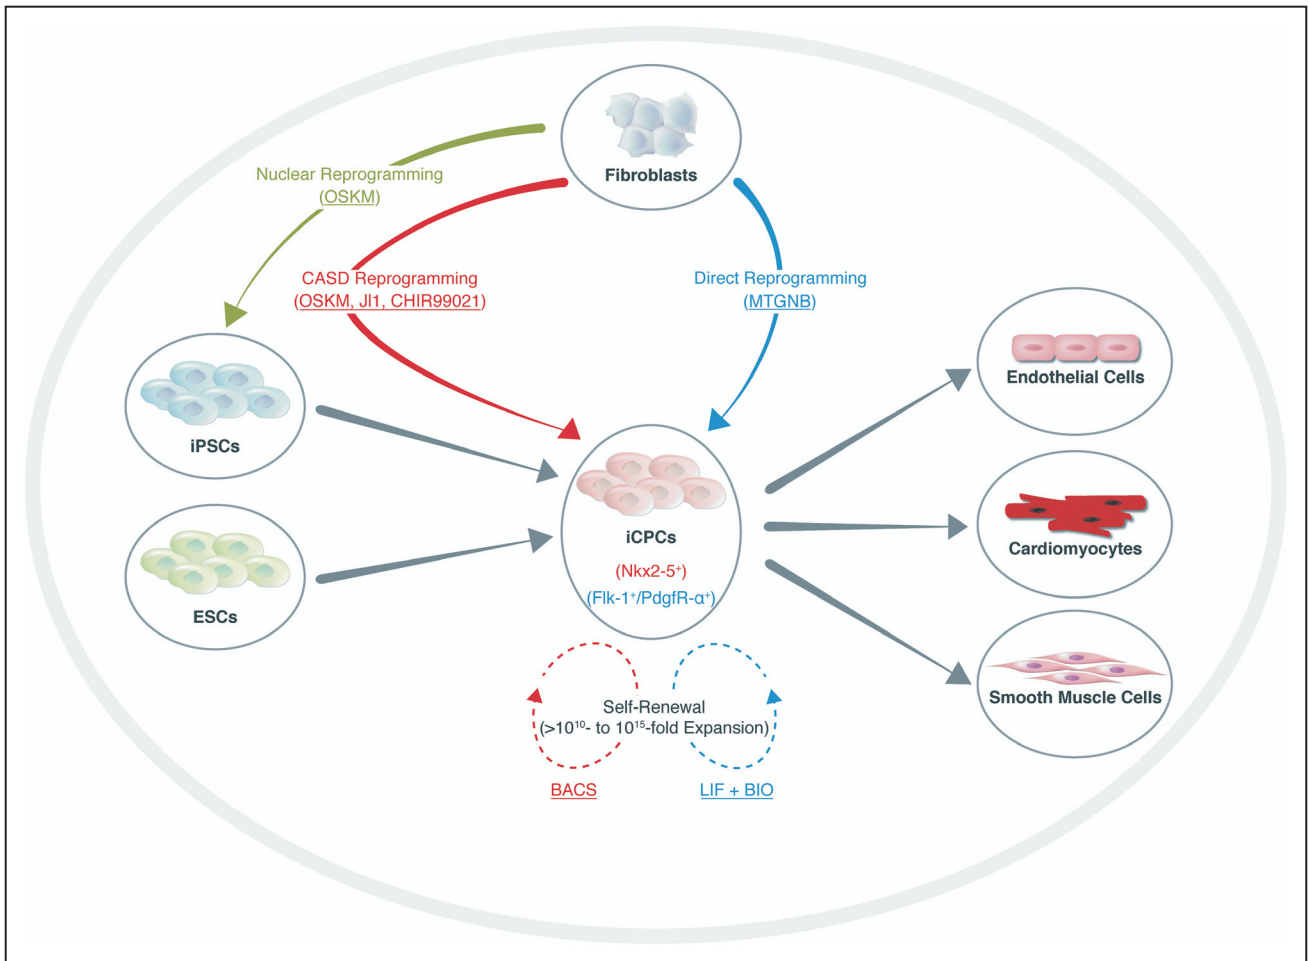 Fibroblasts
Nuclear Reprogramming
(OSKM)
CASD Reprogramming
(OSKM, JI1, CHIR99021)
Direct Reprogramming
(MTGNB)
iPSCs
ESCs
iCPCs
(Nkx2-5⁺)
(Flk-1⁺/PdgfR-α⁺)
Endothelial Cells
Cardiomyocytes
Smooth Muscle Cells
Self-Renewal
(>10¹⁰- to 10¹⁵-fold Expansion)
BACS
LIF + BIO